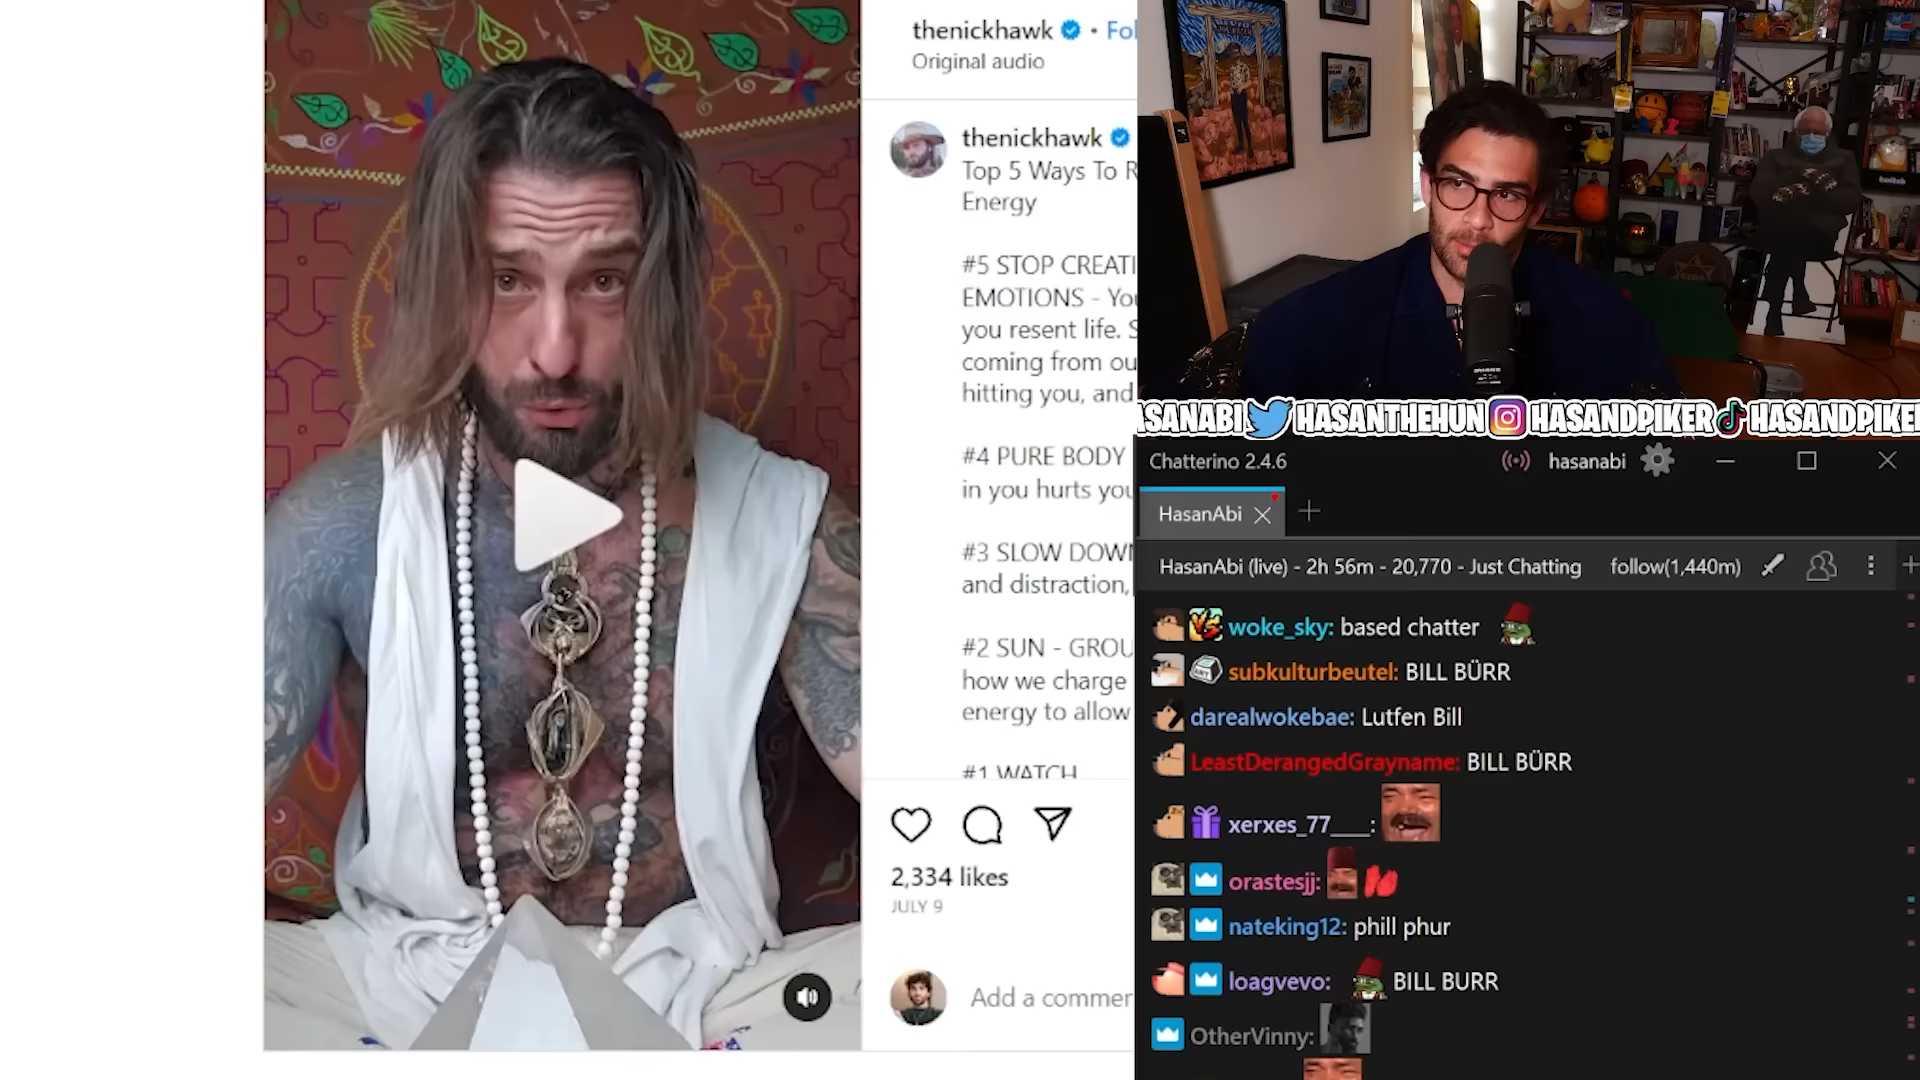 thenickhawk • Fol
Original audio
thenickhawk
Top 5 Ways To R
Energy
#5 STOP CREATI
EMOTIONS - You
you resent life. S
coming from ou
hitting you, and
#4 PURE BODY
in you hurts you
#3 SLOW DOWN
and distraction,
#2 SUN - GROU
how we charge
energy to allow
#1 WATCH
2,334 likes
JULY 9
Add a commen
ASANABI HASANTHEHUN HASANDPIKER HASANDPIKE
Chatterino 2.4.6
hasanabi
HasanAbi
HasanAbi (live) - 2h 56m - 20,770 - Just Chatting
follow(1,440m)
woke_sky: based chatter
subkulturbeutel: BILL BÜRR
darealwokebae: Lutfen Bill
LeastDerangedGrayname: BILL BÜRR
xerxes_77___:
orastesjj:
nateking12: phill phur
loagvevo: BILL BURR
OtherVinny: